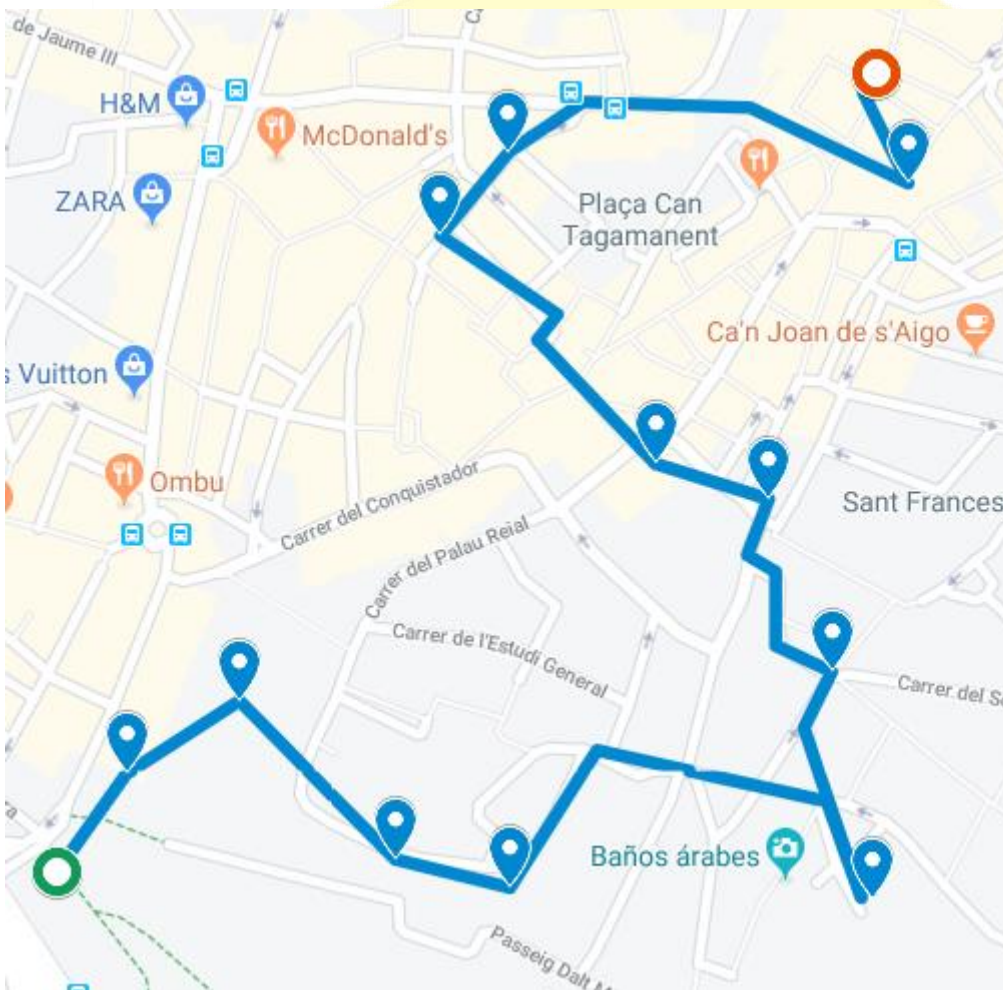 de Jaume III
H&M
McDonald's
ZARA
Plaça Can
Tagamanent
Ca'n Joan de s'Aigo
s Vuitton
Ombu
Carrer del Conquistador
Sant Frances
Carrer del Palau Reial
Carrer de l'Estudi General
Carrer del S
Baños árabes
Passeig Dalt M